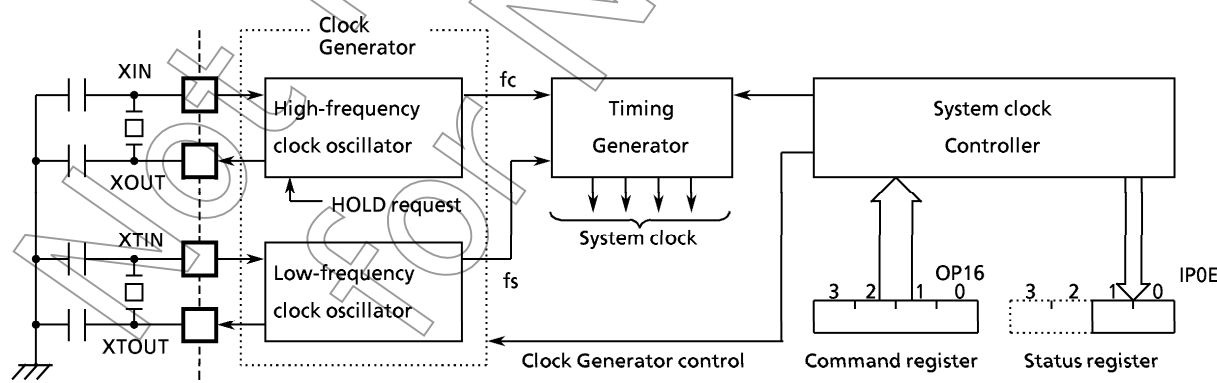 Clock
Generator
XIN
XOUT
XTIN
XTOUT
High-frequency
clock oscillator
HOLD request
Low-frequency
clock oscillator
fc
fs
Timing
Generator
System clock
System clock
Controller
Clock Generator control
OP16
3 2 1 0
Command register
IP0E
3 2 1 0
Status register
Not
for